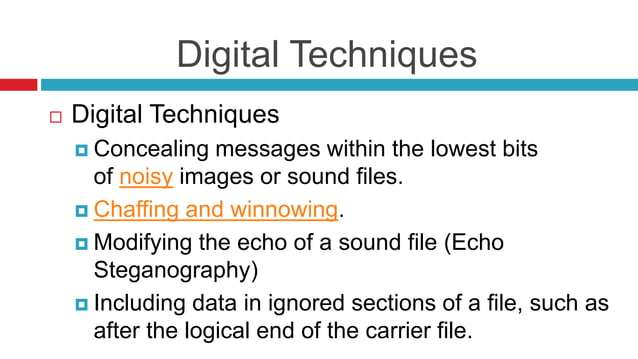 Digital Techniques
Digital Techniques
Concealing messages within the lowest bits
of noisy images or sound files.
Chaffing and winnowing.
Modifying the echo of a sound file (Echo
Steganography)
Including data in ignored sections of a file, such as
after the logical end of the carrier file.